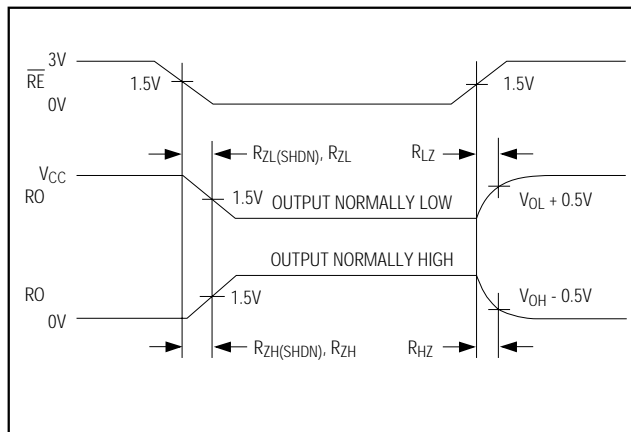 3V
RE
1.5V
1.5V
0V
RZL(SHDN), RZL
RLZ
VCC
RO
1.5V
OUTPUT NORMALLY LOW
VOL + 0.5V
OUTPUT NORMALLY HIGH
RO
1.5V
VOH - 0.5V
0V
RZH(SHDN), RZH
RHZ